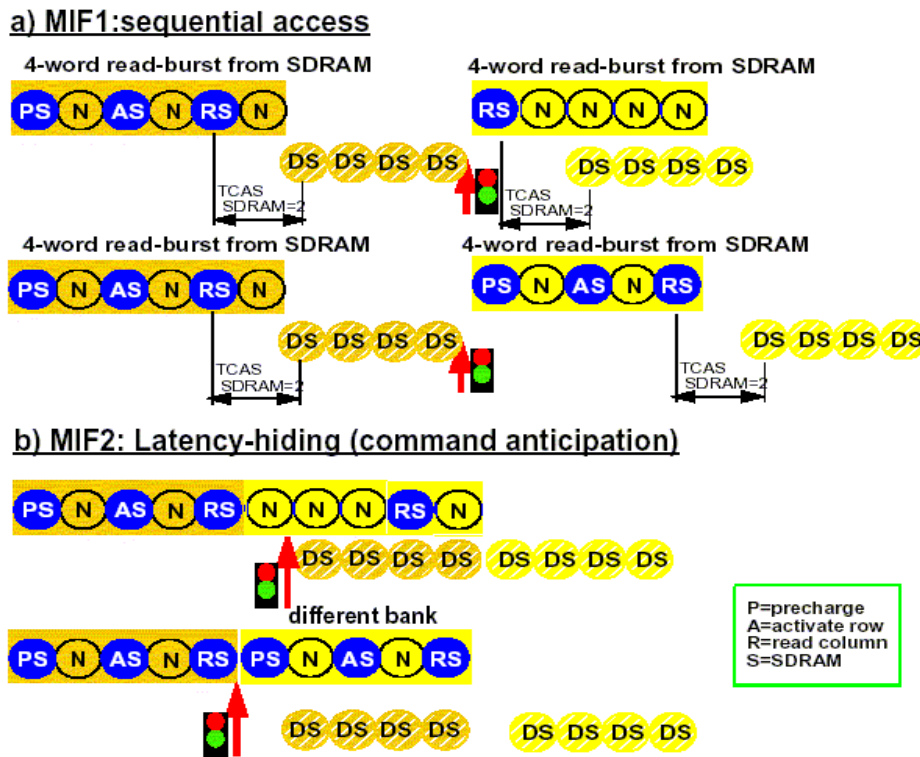 a) MIF1:sequential access
4-word read-burst from SDRAM
4-word read-burst from SDRAM
PS N AS N RS N
RS N N N N
DS DS DS DS
DS DS DS DS
TCAS
SDRAM=2
TCAS
SDRAM=2
4-word read-burst from SDRAM
4-word read-burst from SDRAM
PS N AS N RS N
PS N AS N RS
DS DS DS DS
DS DS DS DS
TCAS
SDRAM=2
TCAS
SDRAM=2
b) MIF2: Latency-hiding (command anticipation)
PS N AS N RS N N N RS N
DS DS DS DS DS DS DS DS
different bank
PS N AS N RS PS N AS N RS
DS DS DS DS DS DS DS DS
P=precharge
A=activate row
R=read column
S=SDRAM